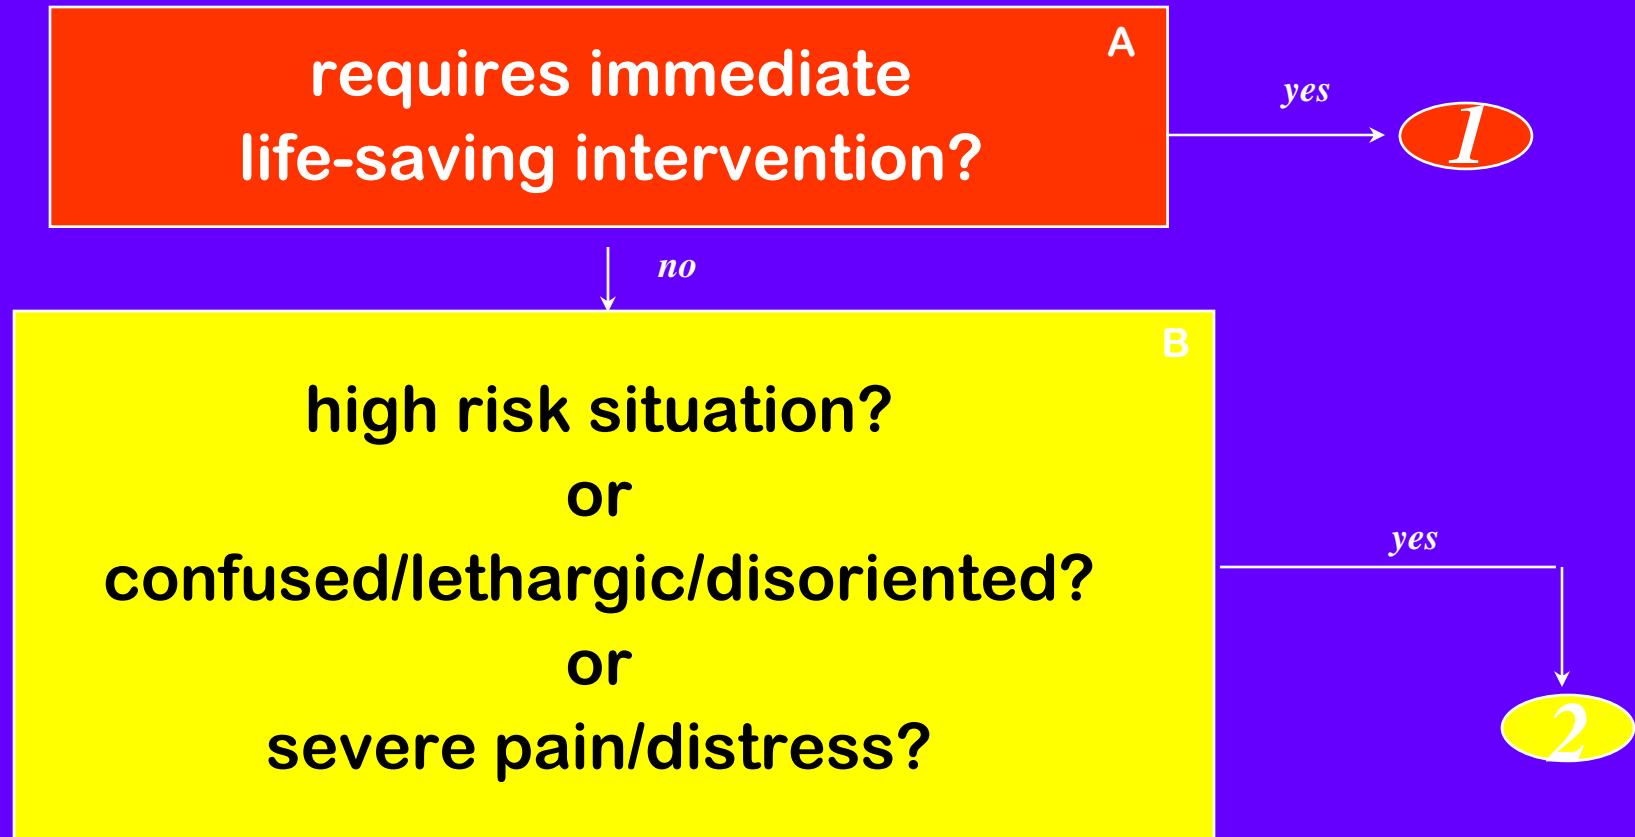 A
requires immediate
life-saving intervention?
yes
1
no
B
high risk situation?
or
confused/lethargic/disoriented?
or
severe pain/distress?
yes
2